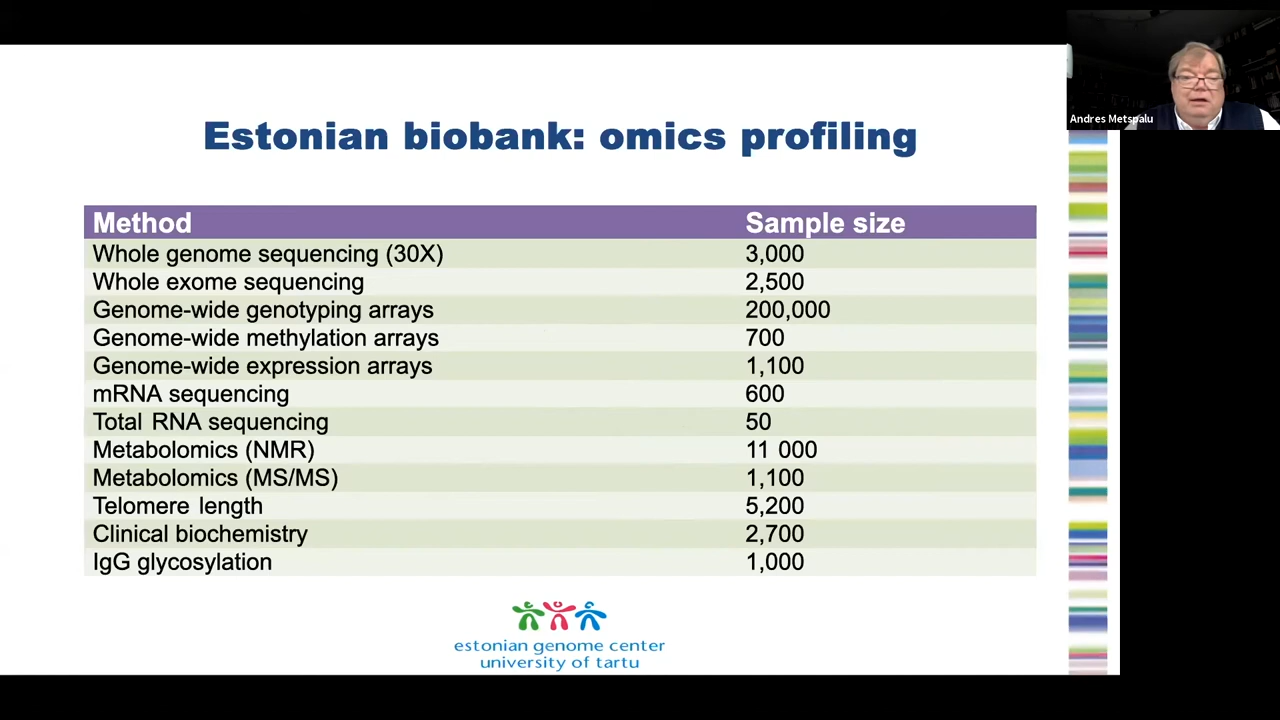 Andres Metspalu
Estonian biobank: omics profiling
Method Sample size
Whole genome sequencing (30X) 3,000
Whole exome sequencing 2,500
Genome-wide genotyping arrays 200,000
Genome-wide methylation arrays 700
Genome-wide expression arrays 1,100
mRNA sequencing 600
Total RNA sequencing 50
Metabolomics (NMR) 11 000
Metabolomics (MS/MS) 1,100
Telomere length 5,200
Clinical biochemistry 2,700
IgG glycosylation 1,000
estonian genome center
university of tartu